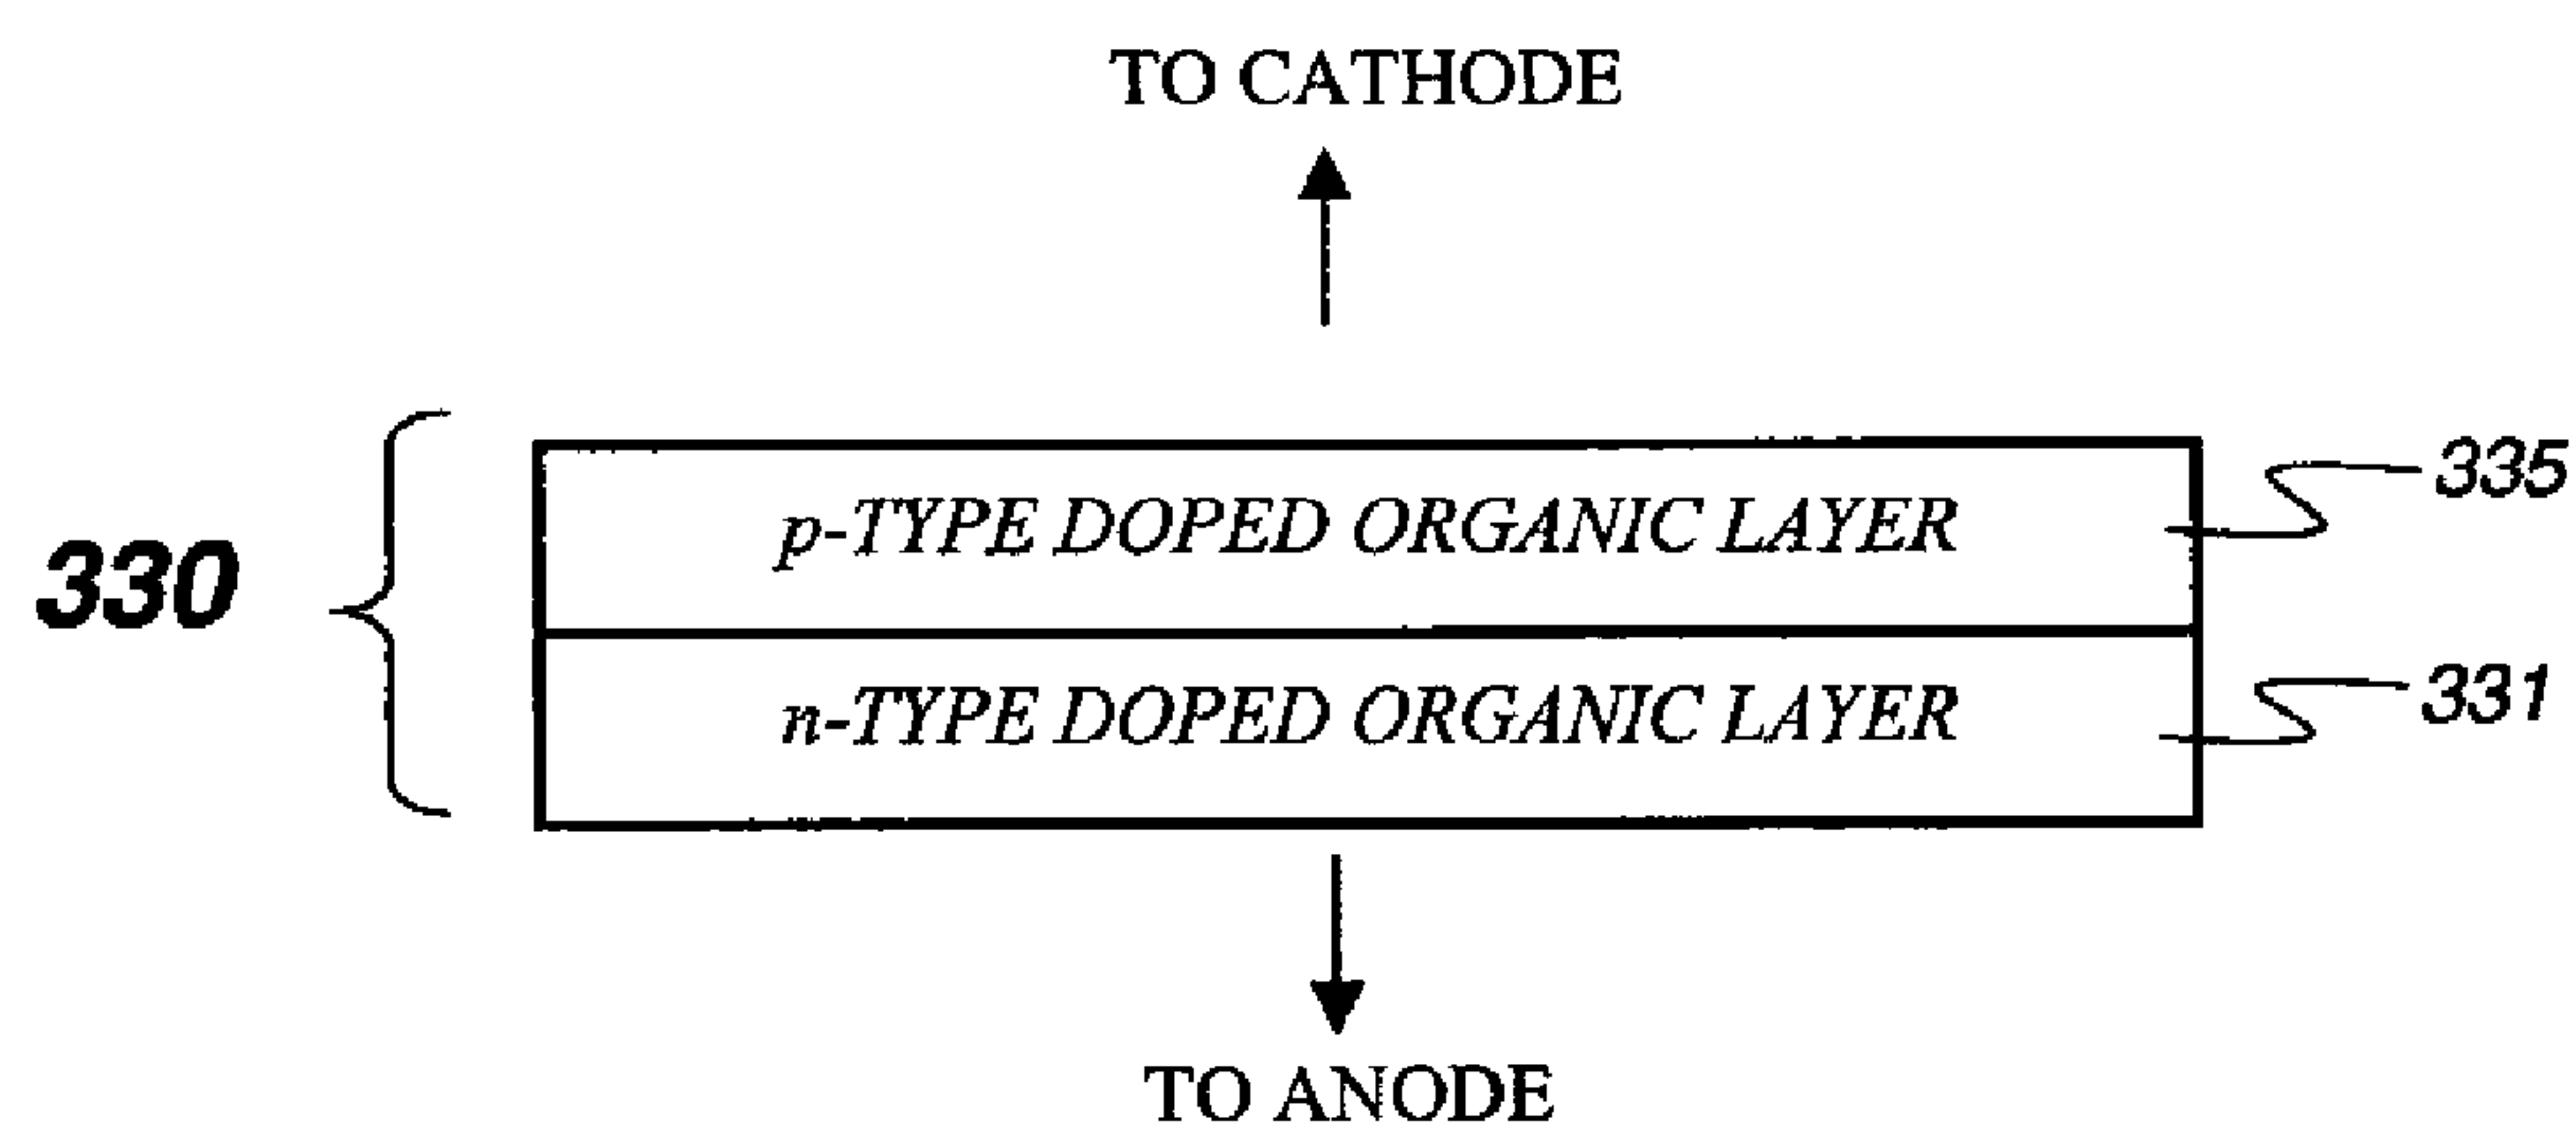 TO CATHODE
335
p-TYPE DOPED ORGANIC LAYER
330
n-TYPE DOPED ORGANIC LAYER
331
TO ANODE